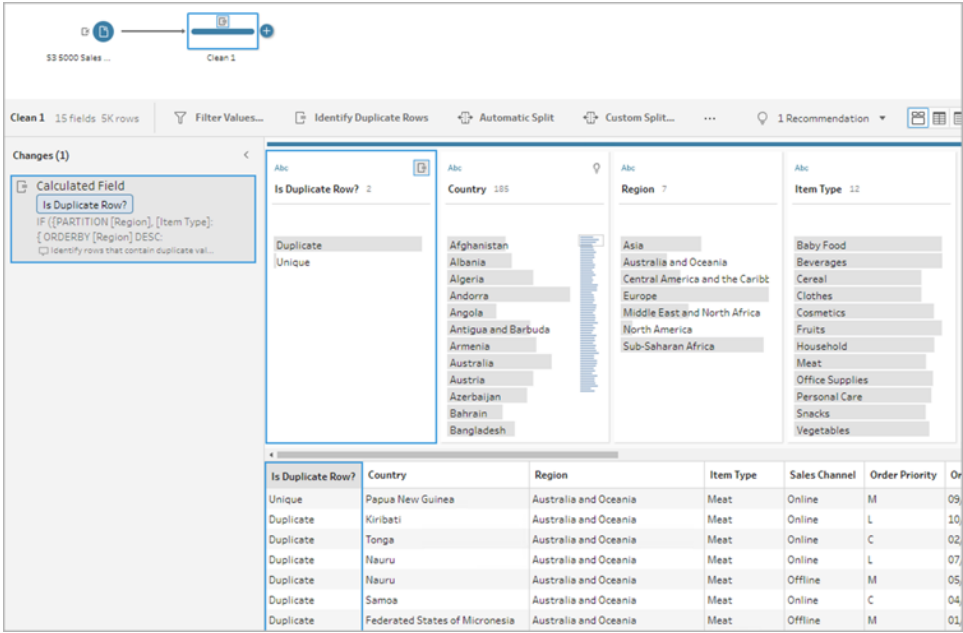 S3 5000 Sales ...
Clean 1
Clean 1 15 fields 5K rows
Filter Values...
Identify Duplicate Rows
Automatic Split
Custom Split...
...
1 Recommendation
Changes (1)
Calculated Field
Is Duplicate Row?
IF ({PARTITION [Region], [Item Type]:
{ ORDERBY [Region] DESC:
Identify rows that contain duplicate val...
Abc
Is Duplicate Row? 2
Duplicate
Unique
Abc
Country 185
Afghanistan
Albania
Algeria
Andorra
Angola
Antigua and Barbuda
Armenia
Australia
Austria
Azerbaijan
Bahrain
Bangladesh
Abc
Region 7
Asia
Australia and Oceania
Central America and the Caribb
Europe
Middle East and North Africa
North America
Sub-Saharan Africa
Abc
Item Type 12
Baby Food
Beverages
Cereal
Clothes
Cosmetics
Fruits
Household
Meat
Office Supplies
Personal Care
Snacks
Vegetables
Is Duplicate Row? Country Region Item Type Sales Channel Order Priority Or
Unique Papua New Guinea Australia and Oceania Meat Online M 09,
Duplicate Kiribati Australia and Oceania Meat Online L 10,
Duplicate Tonga Australia and Oceania Meat Online C 02,
Duplicate Nauru Australia and Oceania Meat Online L 07,
Duplicate Nauru Australia and Oceania Meat Offline M 05,
Duplicate Samoa Australia and Oceania Meat Online C 04,
Duplicate Federated States of Micronesia Australia and Oceania Meat Offline M 01,